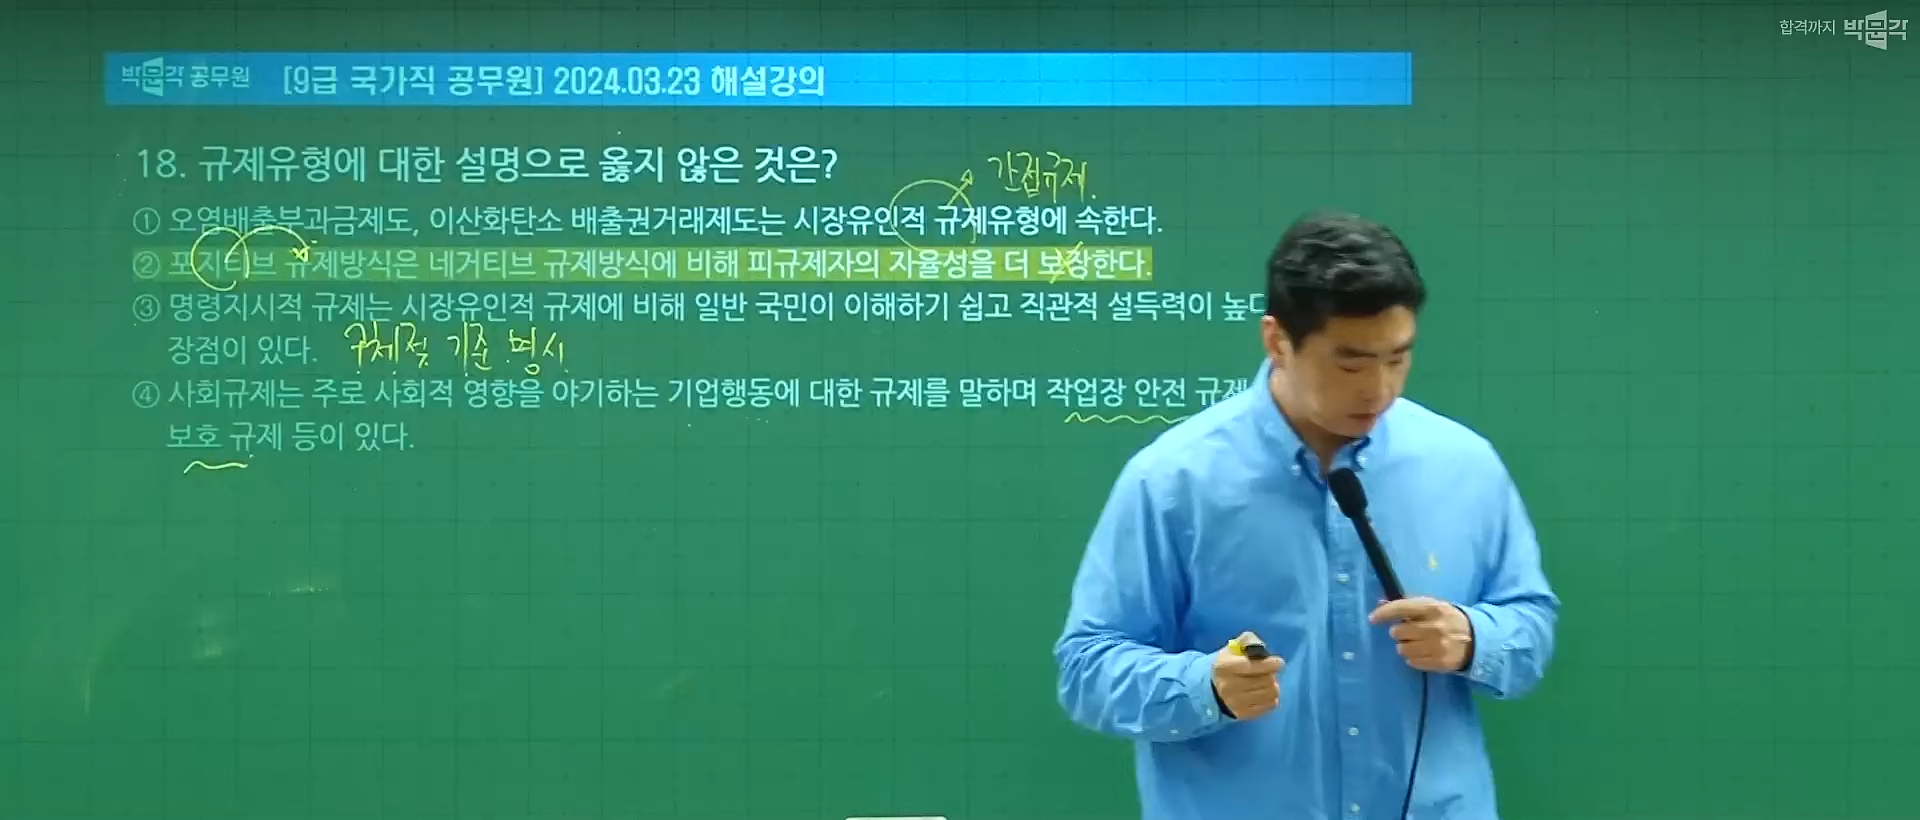 합격까지 박문각
박문각 공무원 [9급 국가직 공무원] 2024.03.23 해설강의
18. 규제유형에 대한 설명으로 옳지 않은 것은?
간접규제.
① 오염배출부과금제도, 이산화탄소 배출권거래제도는 시장유인적 규제유형에 속한다.
② 포지티브 규제방식은 네거티브 규제방식에 비해 피규제자의 자율성을 더 보장한다.
③ 명령지시적 규제는 시장유인적 규제에 비해 일반 국민이 이해하기 쉽고 직관적 설득력이 높다
장점이 있다. 구체적 기준 명시
④ 사회규제는 주로 사회적 영향을 야기하는 기업행동에 대한 규제를 말하며 작업장 안전 규제
보호 규제 등이 있다.